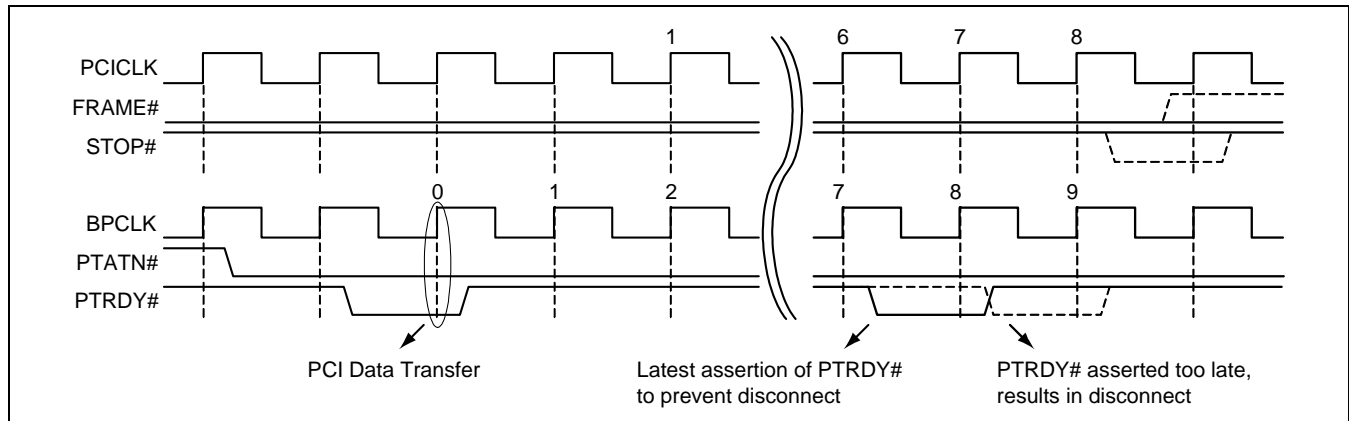 1 6 7 8
PCICLK
FRAME#
STOP#
0 1 2 7 8 9
BPCLK
PTATN#
PTRDY#
PCI Data Transfer
Latest assertion of PTRDY#
to prevent disconnect
PTRDY# asserted too late,
results in disconnect